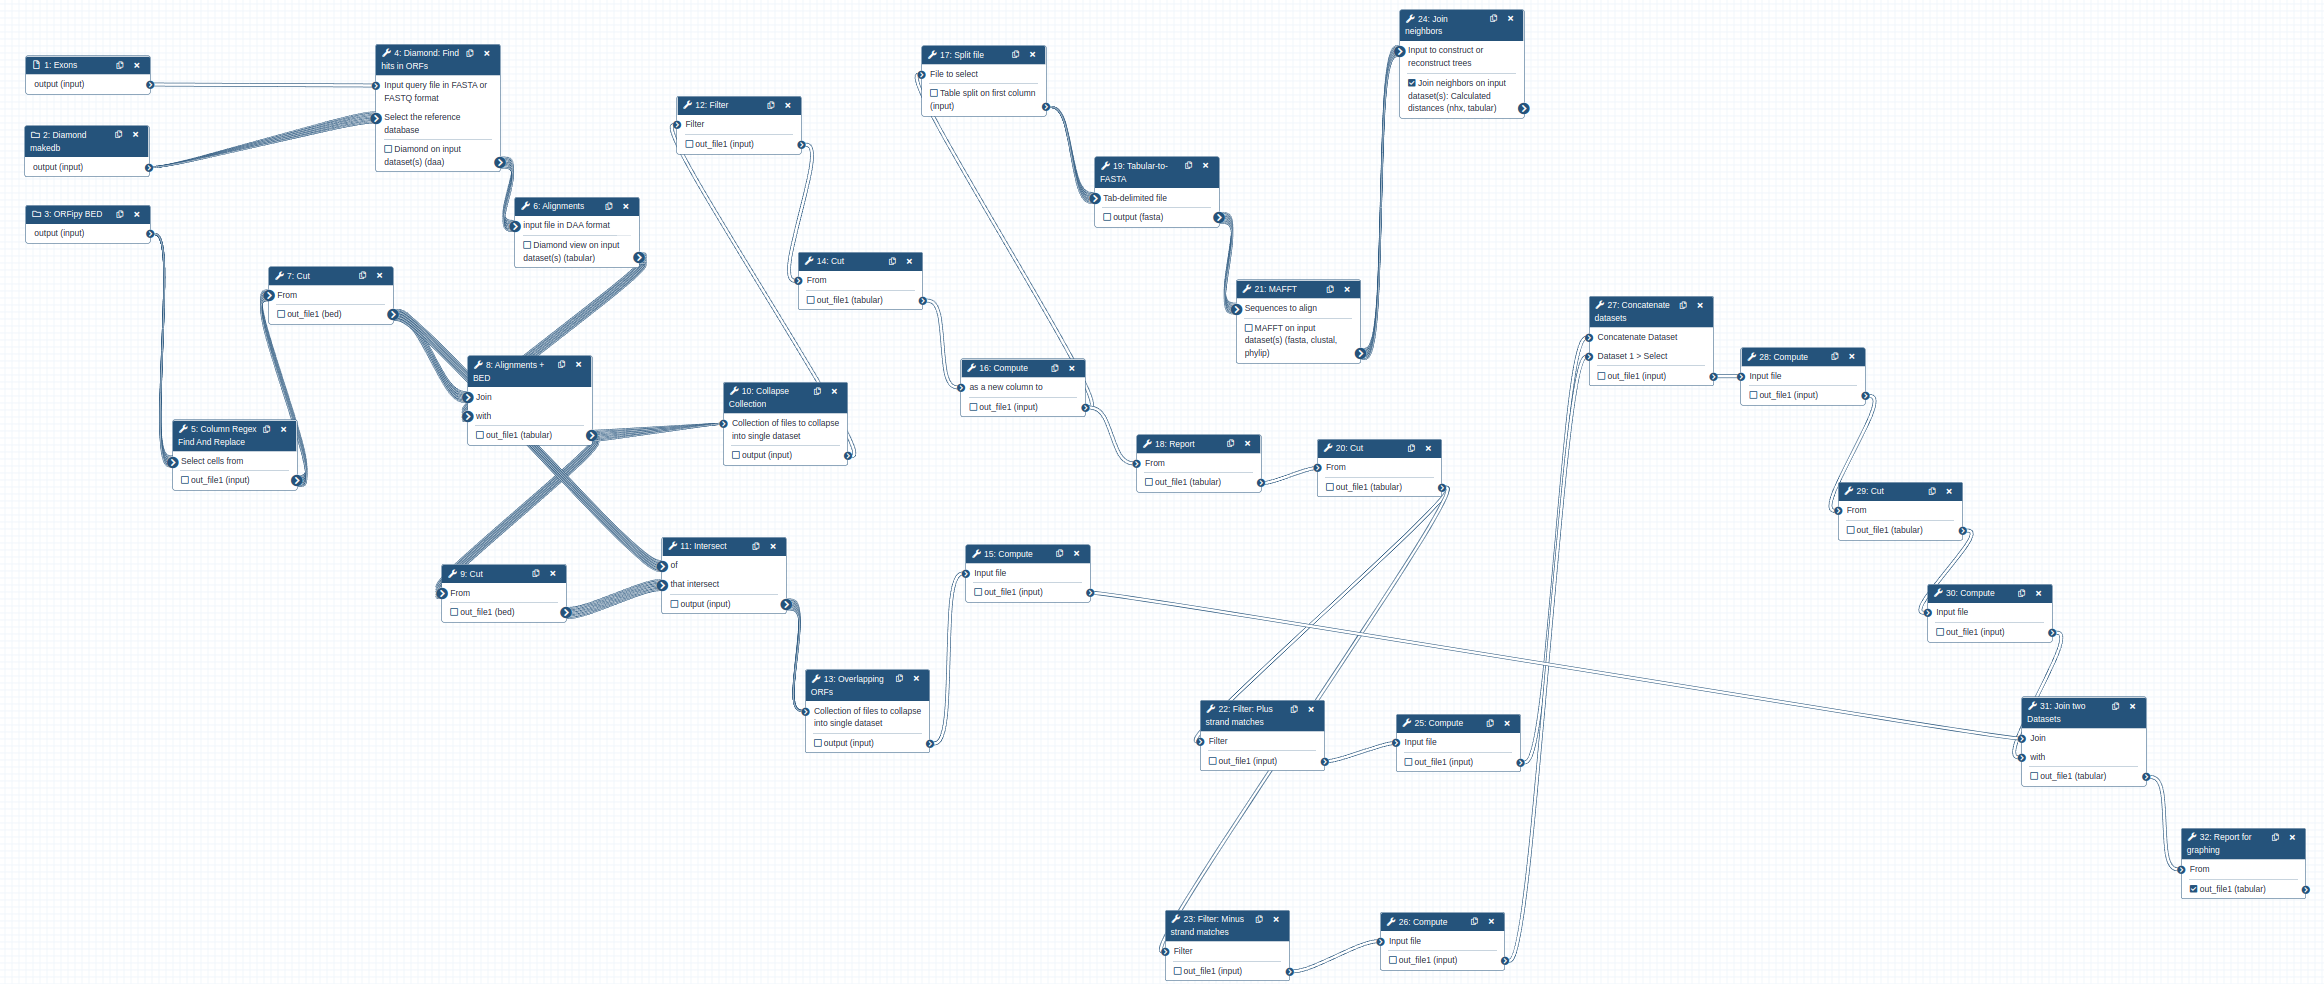 1: Exons
output (input)
2: Diamond
makedb
output (input)
3: ORFipy BED
output (input)
4: Diamond: Find
hits in ORFs
Input query file in FASTA or
FASTQ format
Select the reference
database
Diamond on input
dataset(s) (daa)
5: Column Regex
Find And Replace
Select cells from
out_file1 (input)
6: Alignments
input file in DAA format
Diamond view on input
dataset(s) (tabular)
7: Cut
From
out_file1 (bed)
8: Alignments +
BED
Join
with
out_file1 (tabular)
9: Cut
From
out_file1 (bed)
10: Collapse
Collection
Collection of files to collapse
into single dataset
output (input)
11: Intersect
of
that intersect
output (input)
12: Filter
Filter
out_file1 (input)
13: Overlapping
ORFs
Collection of files to collapse
into single dataset
output (input)
14: Cut
From
out_file1 (tabular)
15: Compute
Input file
out_file1 (input)
16: Compute
as a new column to
out_file1 (input)
17: Split file
File to select
Table split on first column
(input)
18: Report
From
out_file1 (tabular)
19: Tabular-to-
FASTA
Tab-delimited file
output (fasta)
20: Cut
From
out_file1 (tabular)
21: MAFFT
Sequences to align
MAFFT on input
dataset(s) (fasta, clustal,
phylip)
22: Filter: Plus
strand matches
Filter
out_file1 (input)
23: Filter: Minus
strand matches
Filter
out_file1 (input)
24: Join
neighbors
Input to construct or
reconstruct trees
Join neighbors on input
dataset(s): Calculated
distances (nhx, tabular)
25: Compute
Input file
out_file1 (input)
26: Compute
Input file
out_file1 (input)
27: Concatenate
datasets
Concatenate Dataset
Dataset 1 > Select
out_file1 (input)
28: Compute
Input file
out_file1 (input)
29: Cut
From
out_file1 (tabular)
30: Compute
Input file
out_file1 (input)
31: Join two
Datasets
Join
with
out_file1 (tabular)
32: Report for
graphing
From
out_file1 (tabular)